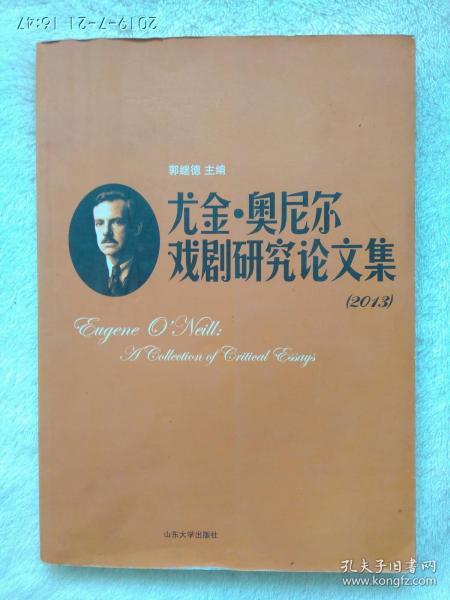 2019-7-21 16:47
郭继德 主编
尤金·奥尼尔
戏剧研究论文集
(2013)
Eugene O'Neill:
A Collection of Critical Essays
山东大学出版社
孔夫子旧书网
www.kongfz.com